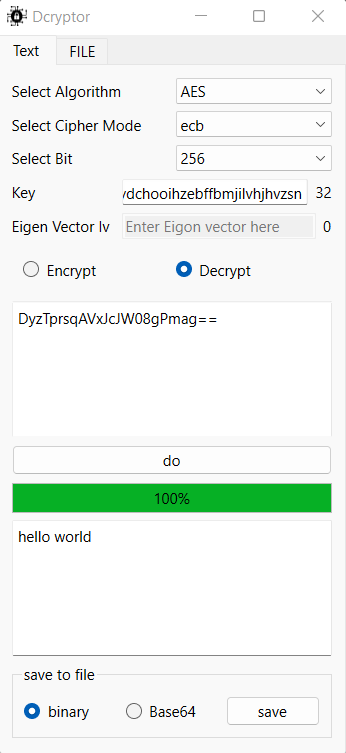 Dcryptor
Text FILE
Select Algorithm AES
Select Cipher Mode ecb
Select Bit 256
Key dchooihzebffbmjilvhjhvzsn 32
Eigen Vector Iv Enter Eigon vector here 0
Encrypt Decrypt
DyzTprsqAVxJcJW08gPmag==
do
100%
hello world
save to file
binary Base64 save